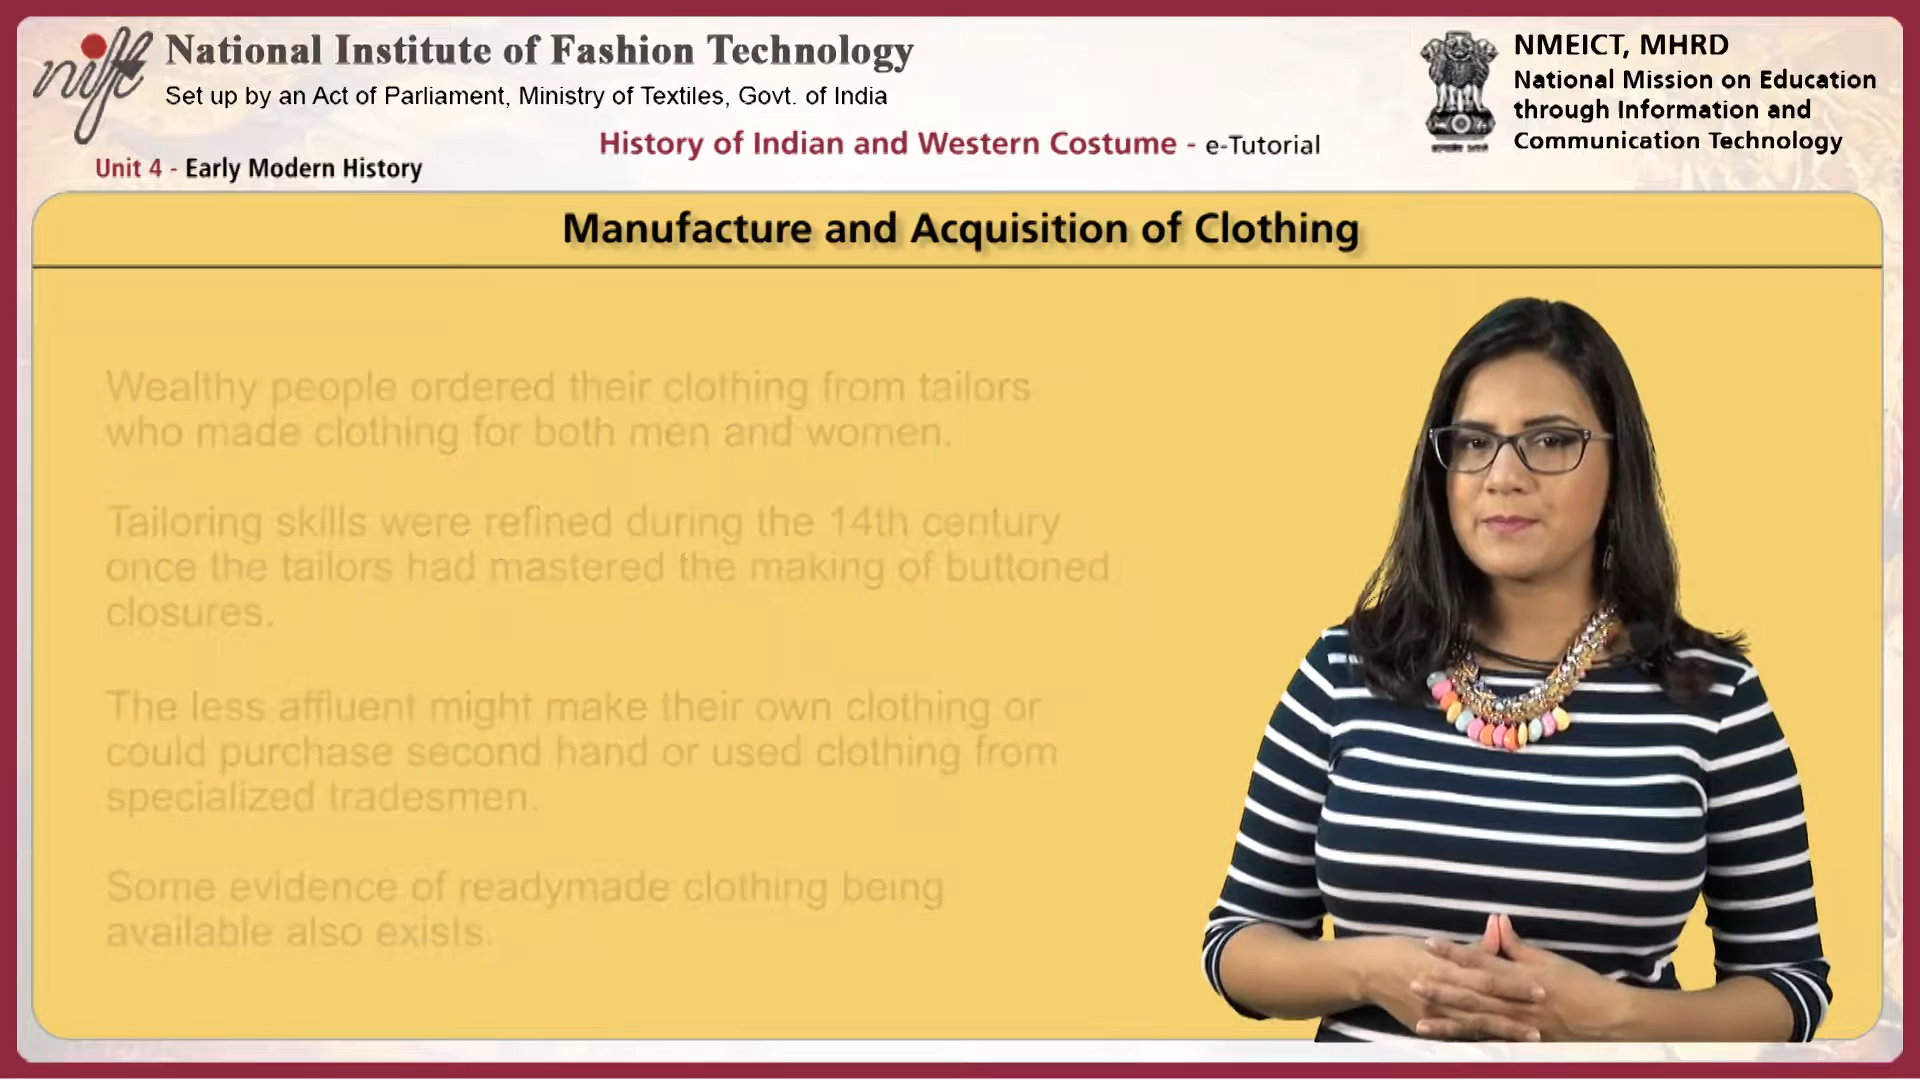 nift
National Institute of Fashion Technology
Set up by an Act of Parliament, Ministry of Textiles, Govt. of India
NMEICT, MHRD
National Mission on Education
through Information and
Communication Technology
History of Indian and Western Costume - e-Tutorial
Unit 4 - Early Modern History
Manufacture and Acquisition of Clothing
Wealthy people ordered their clothing from tailors
who made clothing for both men and women.
Tailoring skills were refined during the 14th century
once the tailors had mastered the making of buttoned
closures.
The less affluent might make their own clothing or
could purchase second hand or used clothing from
specialized tradesmen.
Some evidence of readymade clothing being
available also exists.